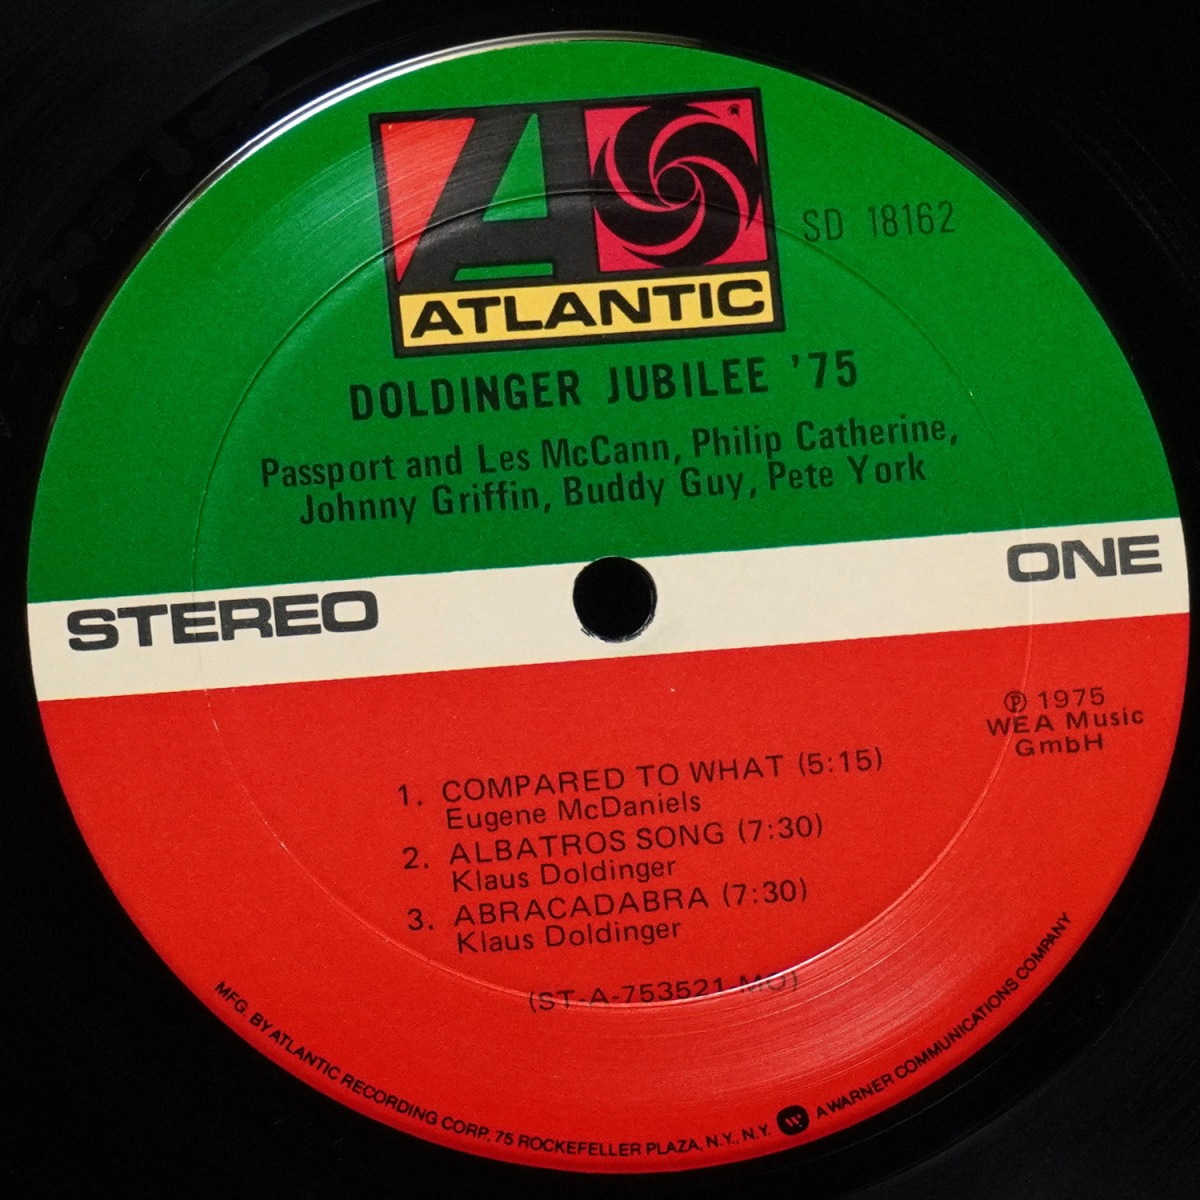 SD 18162
ATLANTIC
DOLDINGER JUBILEE '75
Passport and Les McCann, Philip Catherine,
Johnny Griffin, Buddy Guy, Pete York
STEREO
ONE
℗ 1975
WEA Music
GmbH
1. COMPARED TO WHAT (5:15)
Eugene McDaniels
2. ALBATROS SONG (7:30)
Klaus Doldinger
3. ABRACADABRA (7:30)
Klaus Doldinger
(ST-A-753521-MO)
MFG. BY ATLANTIC RECORDING CORP., 75 ROCKEFELLER PLAZA, N.Y., N.Y. A WARNER COMMUNICATIONS COMPANY